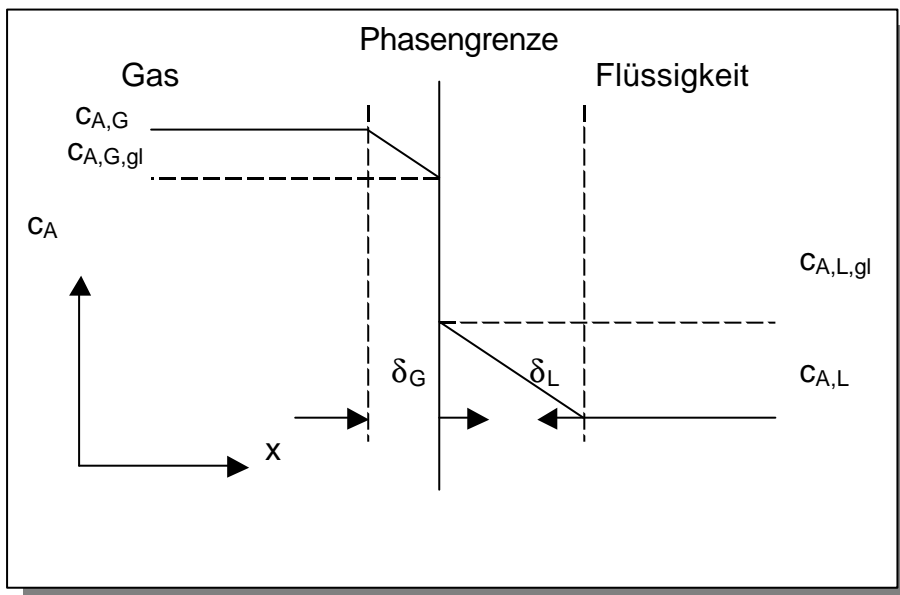 Phasengrenze
Gas
Flüssigkeit
cA,G
cA,G,gl
cA
cA,L,gl
δG
δL
cA,L
x